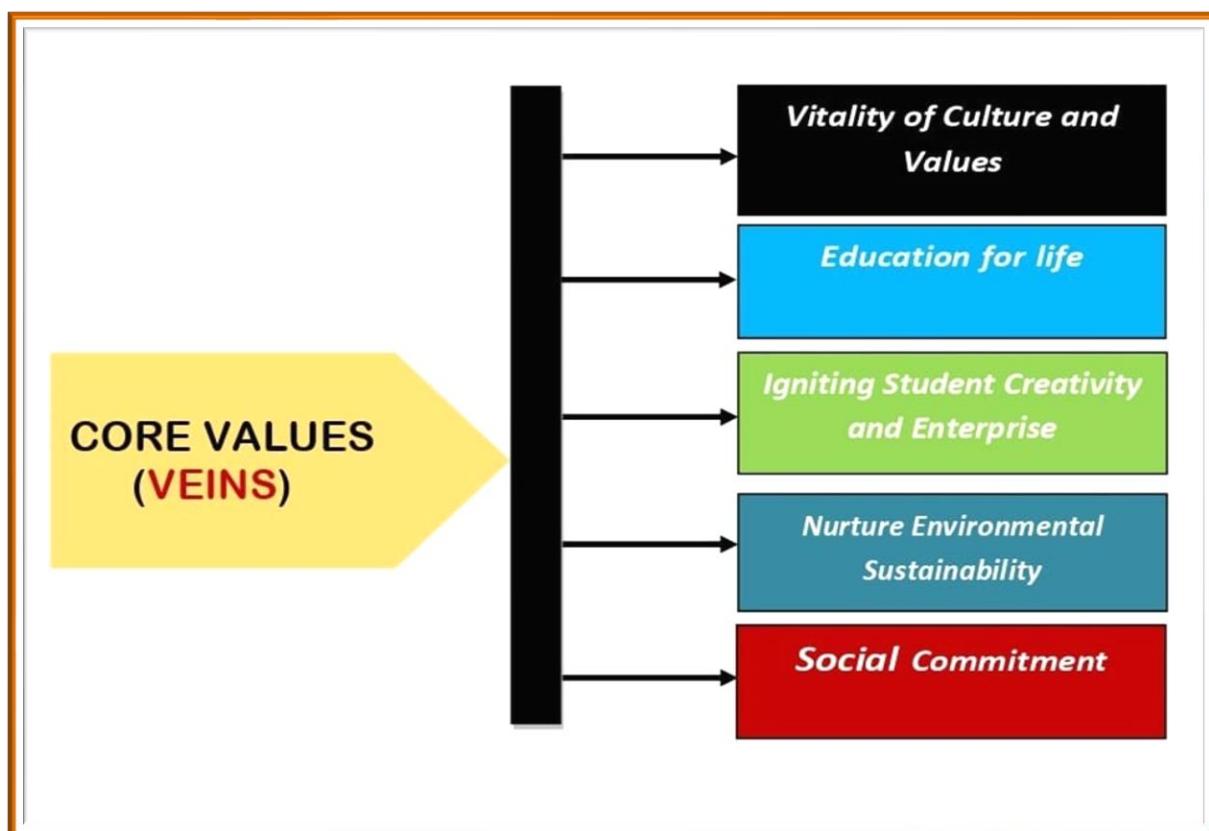 CORE VALUES
(VEINS)
Vitality of Culture and
Values
Education for life
Igniting Student Creativity
and Enterprise
Nurture Environmental
Sustainability
Social Commitment